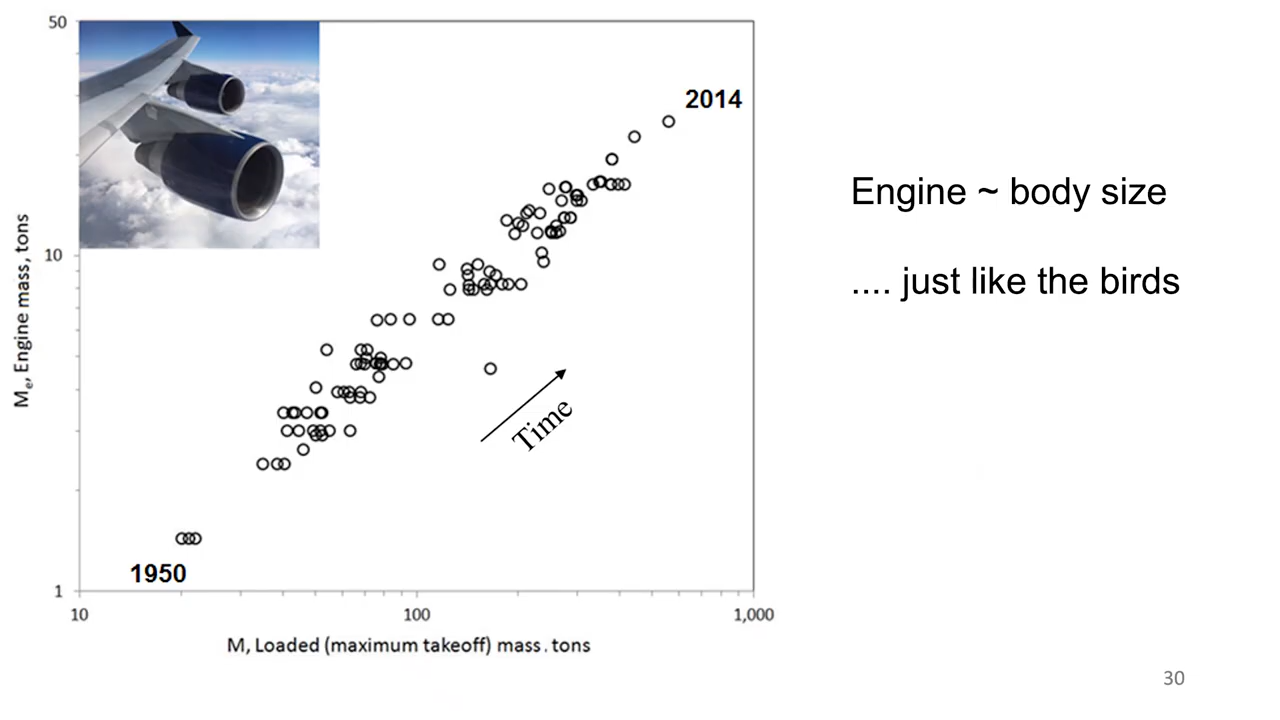 50
2014
Engine ~ body size
.... just like the birds
Me, Engine mass, tons
10
Time
1950
1
10
100
1,000
M, Loaded (maximum takeoff) mass. tons
30